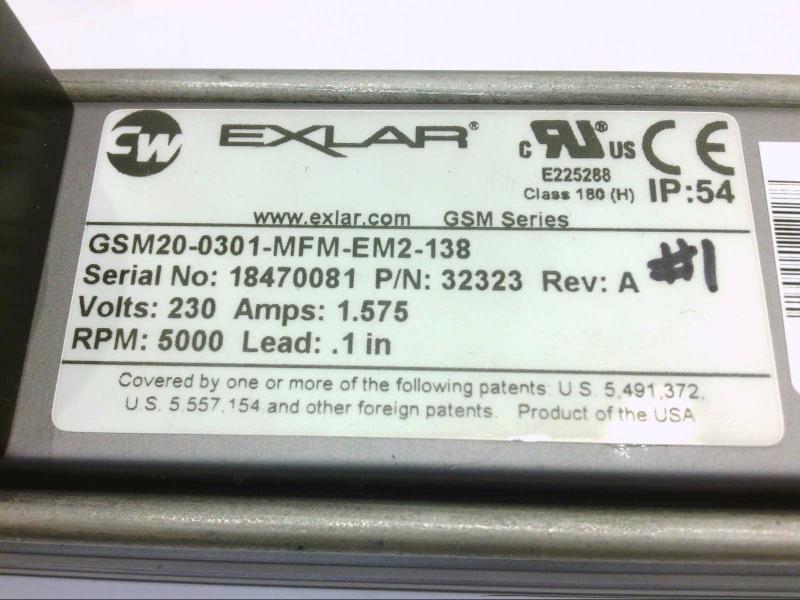 CW EXLAR®
C RU® US CE
E225288
Class 180 (H) IP:54
www.exlar.com GSM Series
GSM20-0301-MFM-EM2-138
Serial No: 18470081 P/N: 32323 Rev: A #1
Volts: 230 Amps: 1.575
RPM: 5000 Lead: .1 in
Covered by one or more of the following patents: U.S. 5,491,372,
U.S. 5,557,154 and other foreign patents. Product of the USA